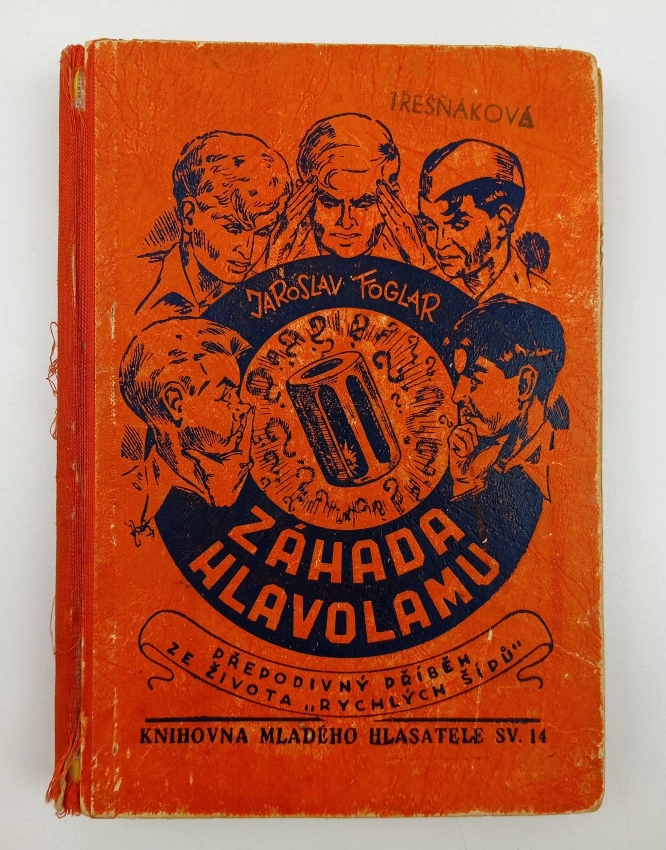 TŘEŠŇÁKOVÁ
JAROSLAV FOGLAR
ZÁHADA
HLAVOLAMU
PŘEPODIVNÝ PŘÍBĚH
ZE ŽIVOTA „RYCHLÝCH ŠÍPŮ“
KNIHOVNA MLADÉHO HLASATELE SV. 14